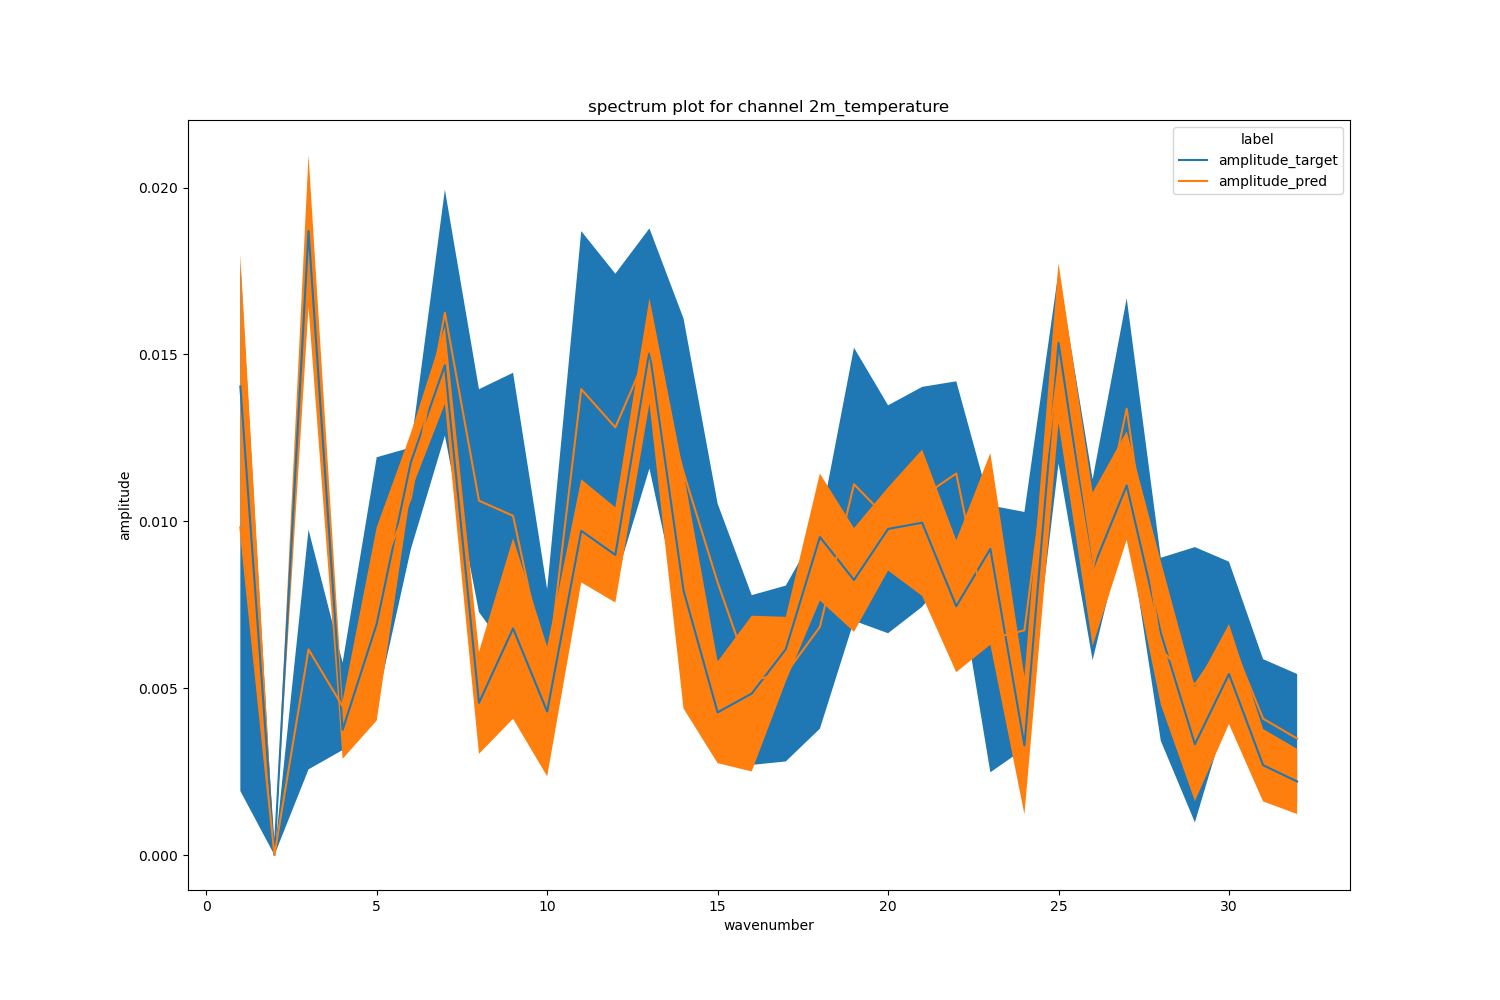 spectrum plot for channel 2m_temperature
label
amplitude_target
amplitude_pred
0.020
0.015
0.010
0.005
0.000
amplitude
0 5 10 15 20 25 30
wavenumber